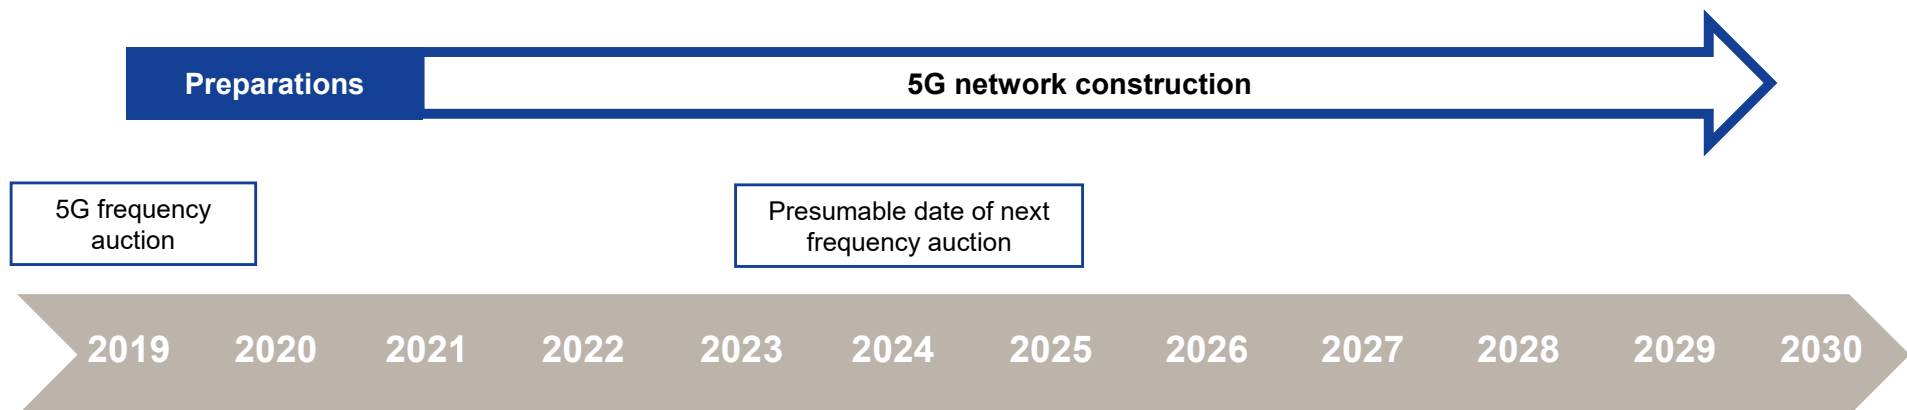 Preparations
5G network construction
5G frequency
auction
Presumable date of next
frequency auction
2019 2020 2021 2022 2023 2024 2025 2026 2027 2028 2029 2030